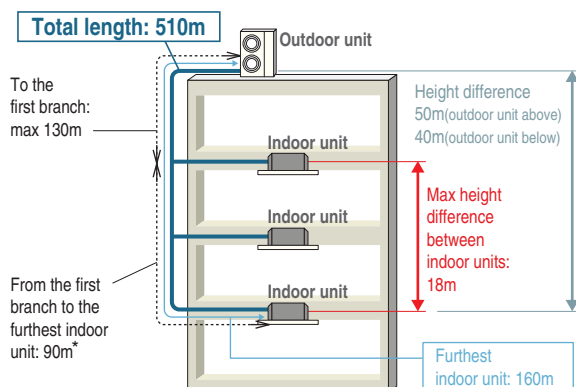 Total length: 510m
Outdoor unit
To the
first branch:
max 130m
Height difference
50m(outdoor unit above)
40m(outdoor unit below)
Indoor unit
Max height
difference
between
indoor units:
18m
Indoor unit
From the first
branch to the
furthest indoor
unit: 90m*
Indoor unit
Furthest
indoor unit: 160m